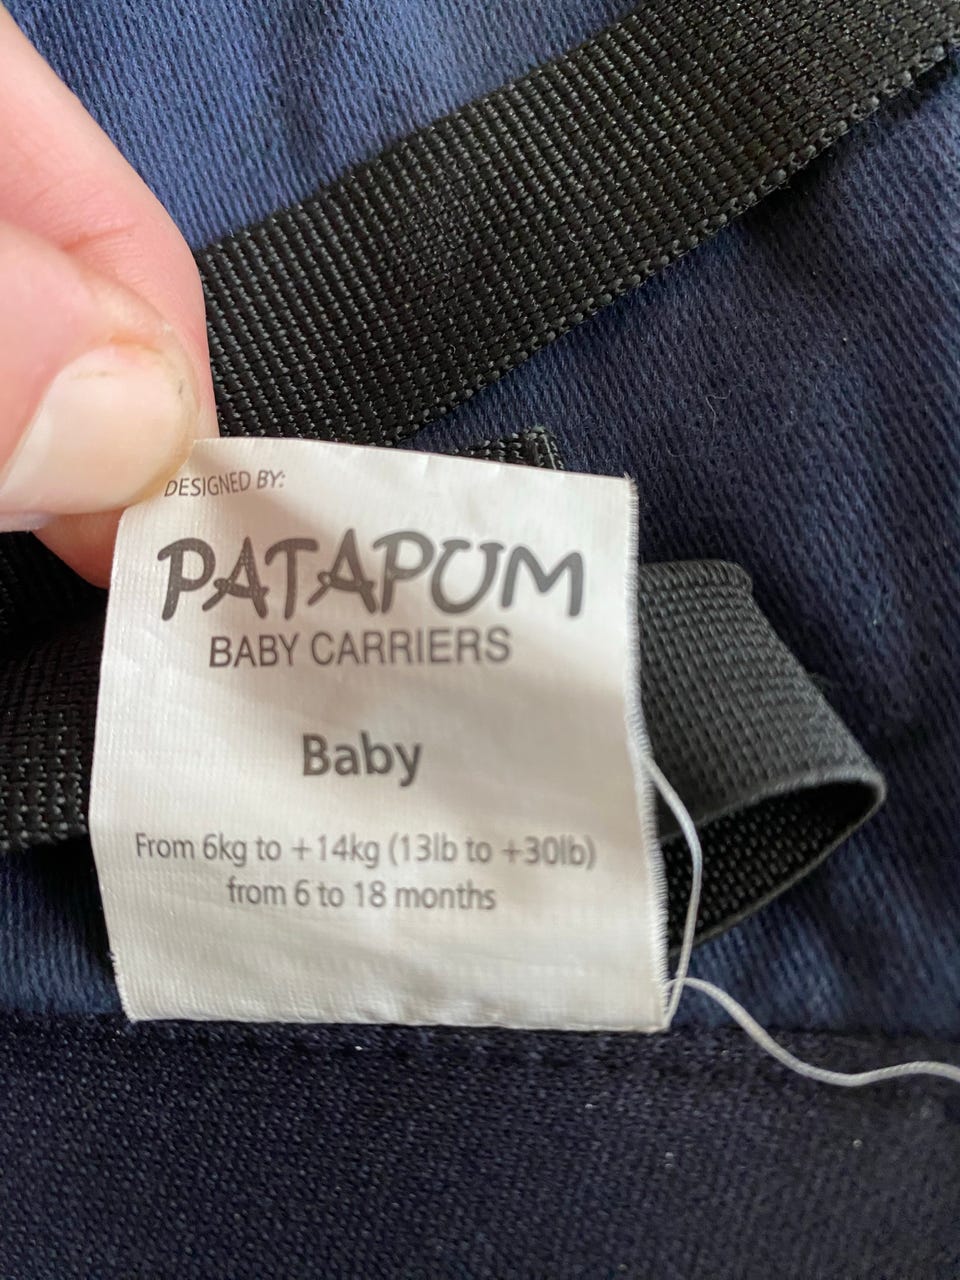 DESIGNED BY:
PATAPUM
BABY CARRIERS
Baby
From 6kg to +14kg (13lb to +30lb)
from 6 to 18 months